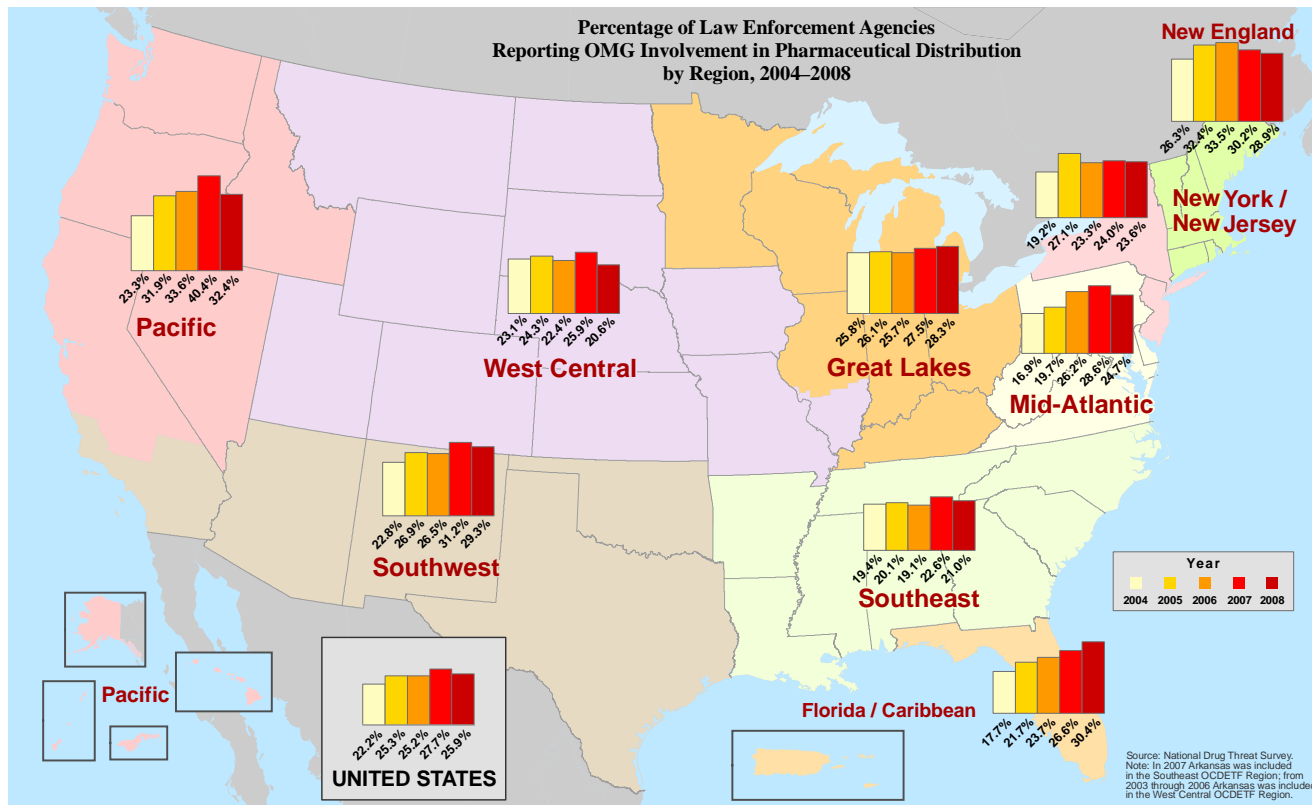 Percentage of Law Enforcement Agencies
Reporting OMG Involvement in Pharmaceutical Distribution
by Region, 2004–2008
New England
26.3% 32.4% 33.5% 30.2% 28.9%
19.2% 27.1% 23.3% 24.0% 23.6%
New York /
New Jersey
23.3% 31.9% 33.6% 40.4% 32.4%
Pacific
23.1% 24.3% 22.4% 25.9% 20.6%
West Central
25.8% 26.1% 25.7% 27.5% 28.3%
Great Lakes
16.9% 19.7% 26.2% 28.6% 24.7%
Mid-Atlantic
22.8% 26.9% 26.5% 31.2% 29.3%
Southwest
19.4% 20.1% 19.1% 22.6% 21.0%
Southeast
Year
2004 2005 2006 2007 2008
Pacific
22.2% 25.3% 25.2% 27.7% 25.9%
UNITED STATES
Florida / Caribbean
17.7% 21.7% 23.7% 26.6% 30.4%
Source: National Drug Threat Survey.
Note: In 2007 Arkansas was included
in the Southeast OCDETF Region; from
2003 through 2006 Arkansas was included
in the West Central OCDETF Region.